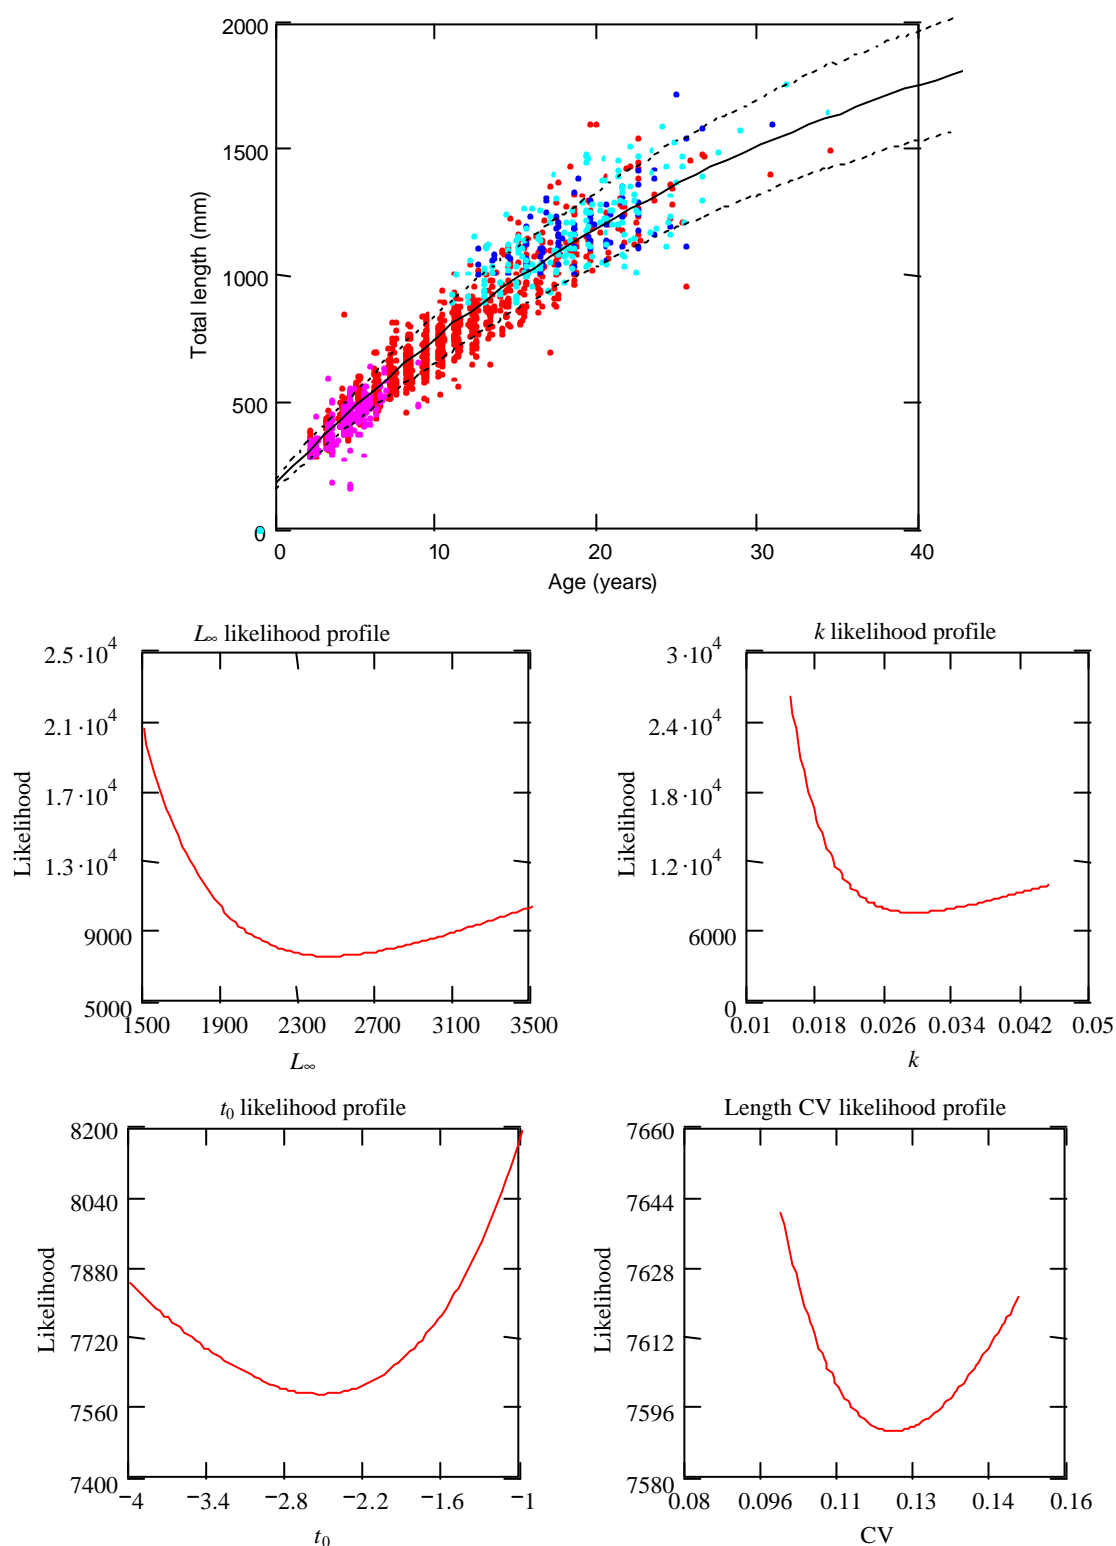 2000
1500
1000
500
0
Total length (mm)
0 10 20 30 40
Age (years)
L∞ likelihood profile
2.5·10⁴
2.1·10⁴
1.7·10⁴
1.3·10⁴
9000
5000
Likelihood
1500 1900 2300 2700 3100 3500
L∞
k likelihood profile
3·10⁴
2.4·10⁴
1.8·10⁴
1.2·10⁴
6000
0
Likelihood
0.01 0.018 0.026 0.034 0.042 0.05
k
t₀ likelihood profile
8200
8040
7880
7720
7560
7400
Likelihood
−4 −3.4 −2.8 −2.2 −1.6 −1
t₀
Length CV likelihood profile
7660
7644
7628
7612
7596
7580
Likelihood
0.08 0.096 0.11 0.13 0.14 0.16
CV